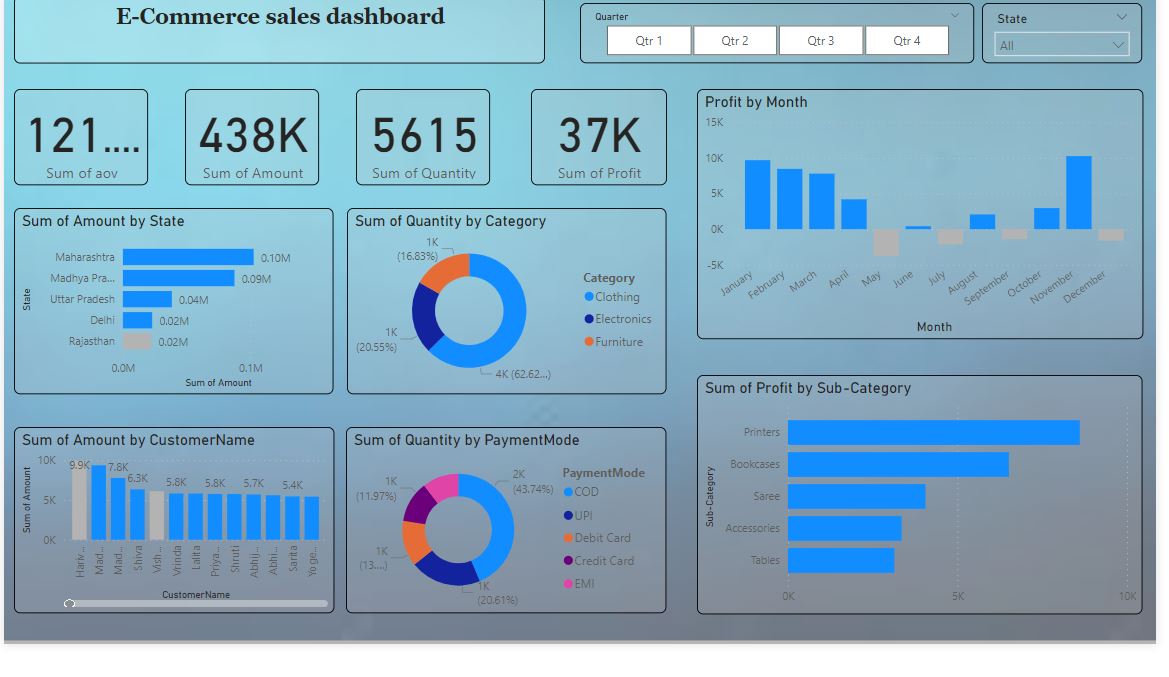 E-Commerce sales dashboard
Quarter
Qtr 1 Qtr 2 Qtr 3 Qtr 4
State
All
121....
Sum of aov
438K
Sum of Amount
5615
Sum of Quantity
37K
Sum of Profit
Profit by Month
15K
10K
5K
0K
-5K
January February March April May June July August September October November December
Month
Sum of Amount by State
State
Maharashtra 0.10M
Madhya Pra... 0.09M
Uttar Pradesh 0.04M
Delhi 0.02M
Rajasthan 0.02M
0.0M 0.1M
Sum of Amount
Sum of Quantity by Category
1K
(16.83%)
1K
(20.55%)
4K (62.62...)
Category
Clothing
Electronics
Furniture
Sum of Profit by Sub-Category
Sub-Category
Printers
Bookcases
Saree
Accessories
Tables
0K 5K 10K
Sum of Amount by CustomerName
Sum of Amount
10K
5K
0K
9.9K 7.8K 6.3K 5.8K 5.8K 5.7K 5.4K
Hariv... Mad... Mad... Shiva Vish... Vrinda Lalita Priya... Shruti Abhij... Abhi... Sarita Yoge...
CustomerName
Sum of Quantity by PaymentMode
2K
(43.74%)
1K
(11.97%)
1K
(13....)
1K
(20.61%)
PaymentMode
COD
UPI
Debit Card
Credit Card
EMI